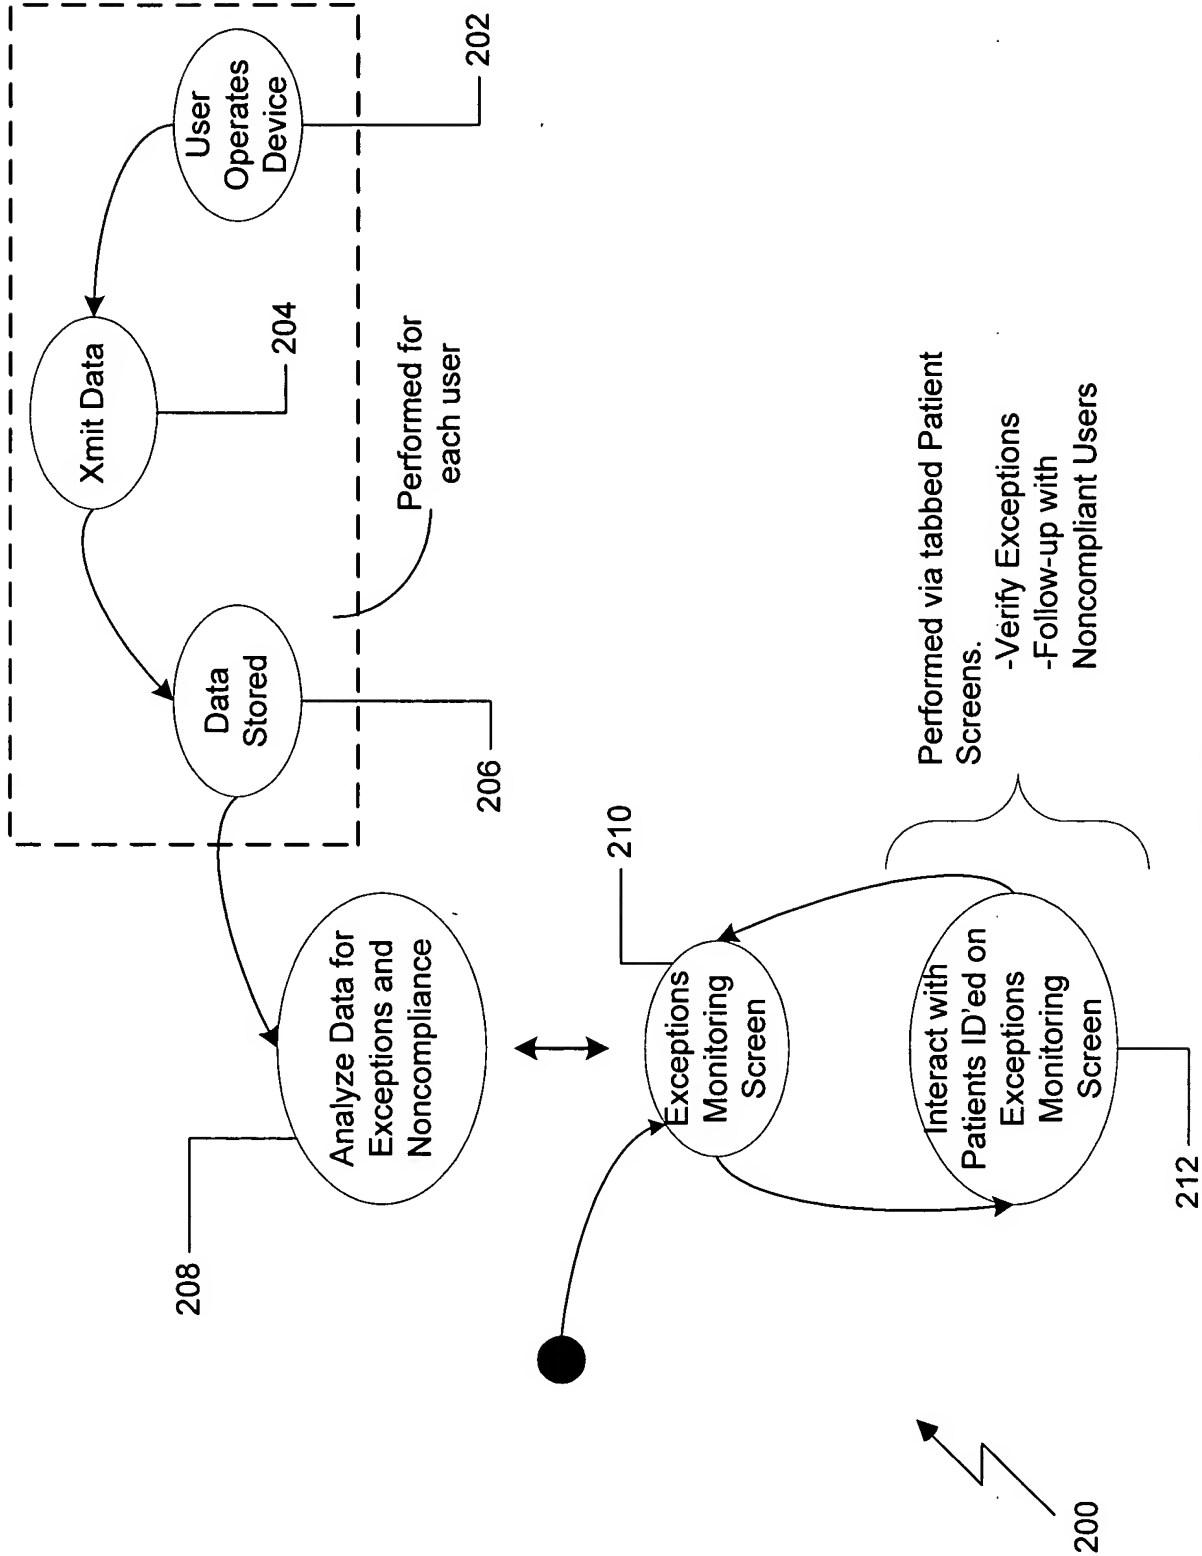 User
Operates
Device
202
Xmit Data
204
Data
Stored
206
Performed for
each user
Analyze Data for
Exceptions and
Noncompliance
208
Exceptions
Monitoring
Screen
210
Interact with
Patients ID'ed on
Exceptions
Monitoring
Screen
212
Performed via tabbed Patient
Screens.
-Verify Exceptions
-Follow-up with
Noncompliant Users
200